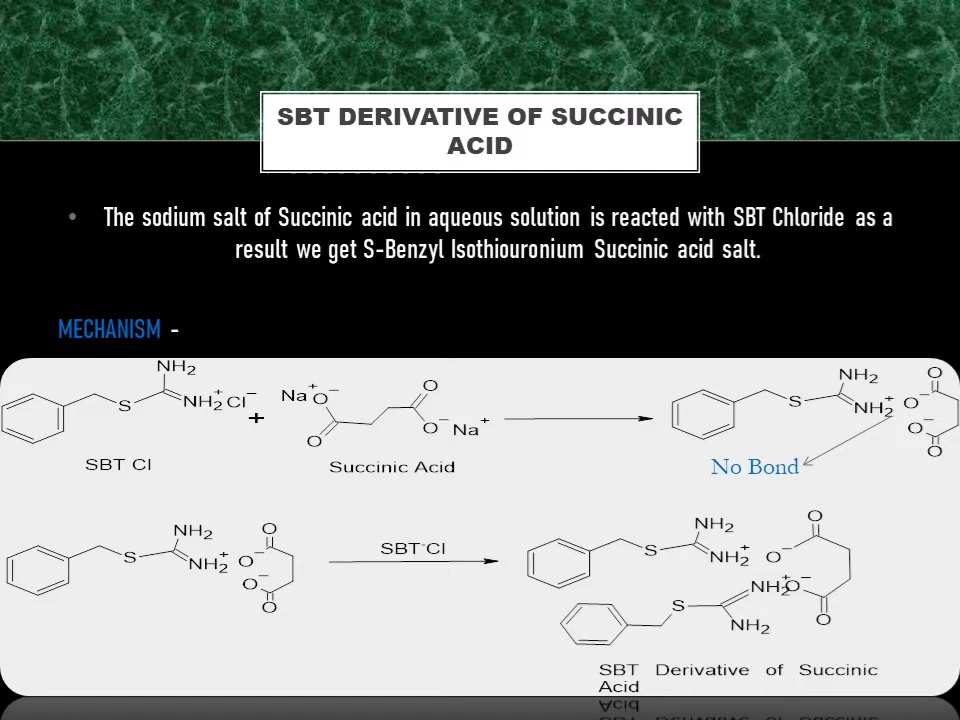 SBT DERIVATIVE OF SUCCINIC
ACID
• The sodium salt of Succinic acid in aqueous solution is reacted with SBT Chloride as a
result we get S-Benzyl Isothiouronium Succinic acid salt.
MECHANISM -
NH2
S
NH2+ Cl−
SBT Cl
+
Na+
O−
O
O
O−
Na+
Succinic Acid
NH2
S
NH2+
O
O−
O−
O
No Bond
NH2
S
NH2+
O
O−
O−
O
SBT-Cl
NH2
S
NH2+
O
O−
S
NH2+
O−
NH2
O
SBT Derivative of Succinic
Acid